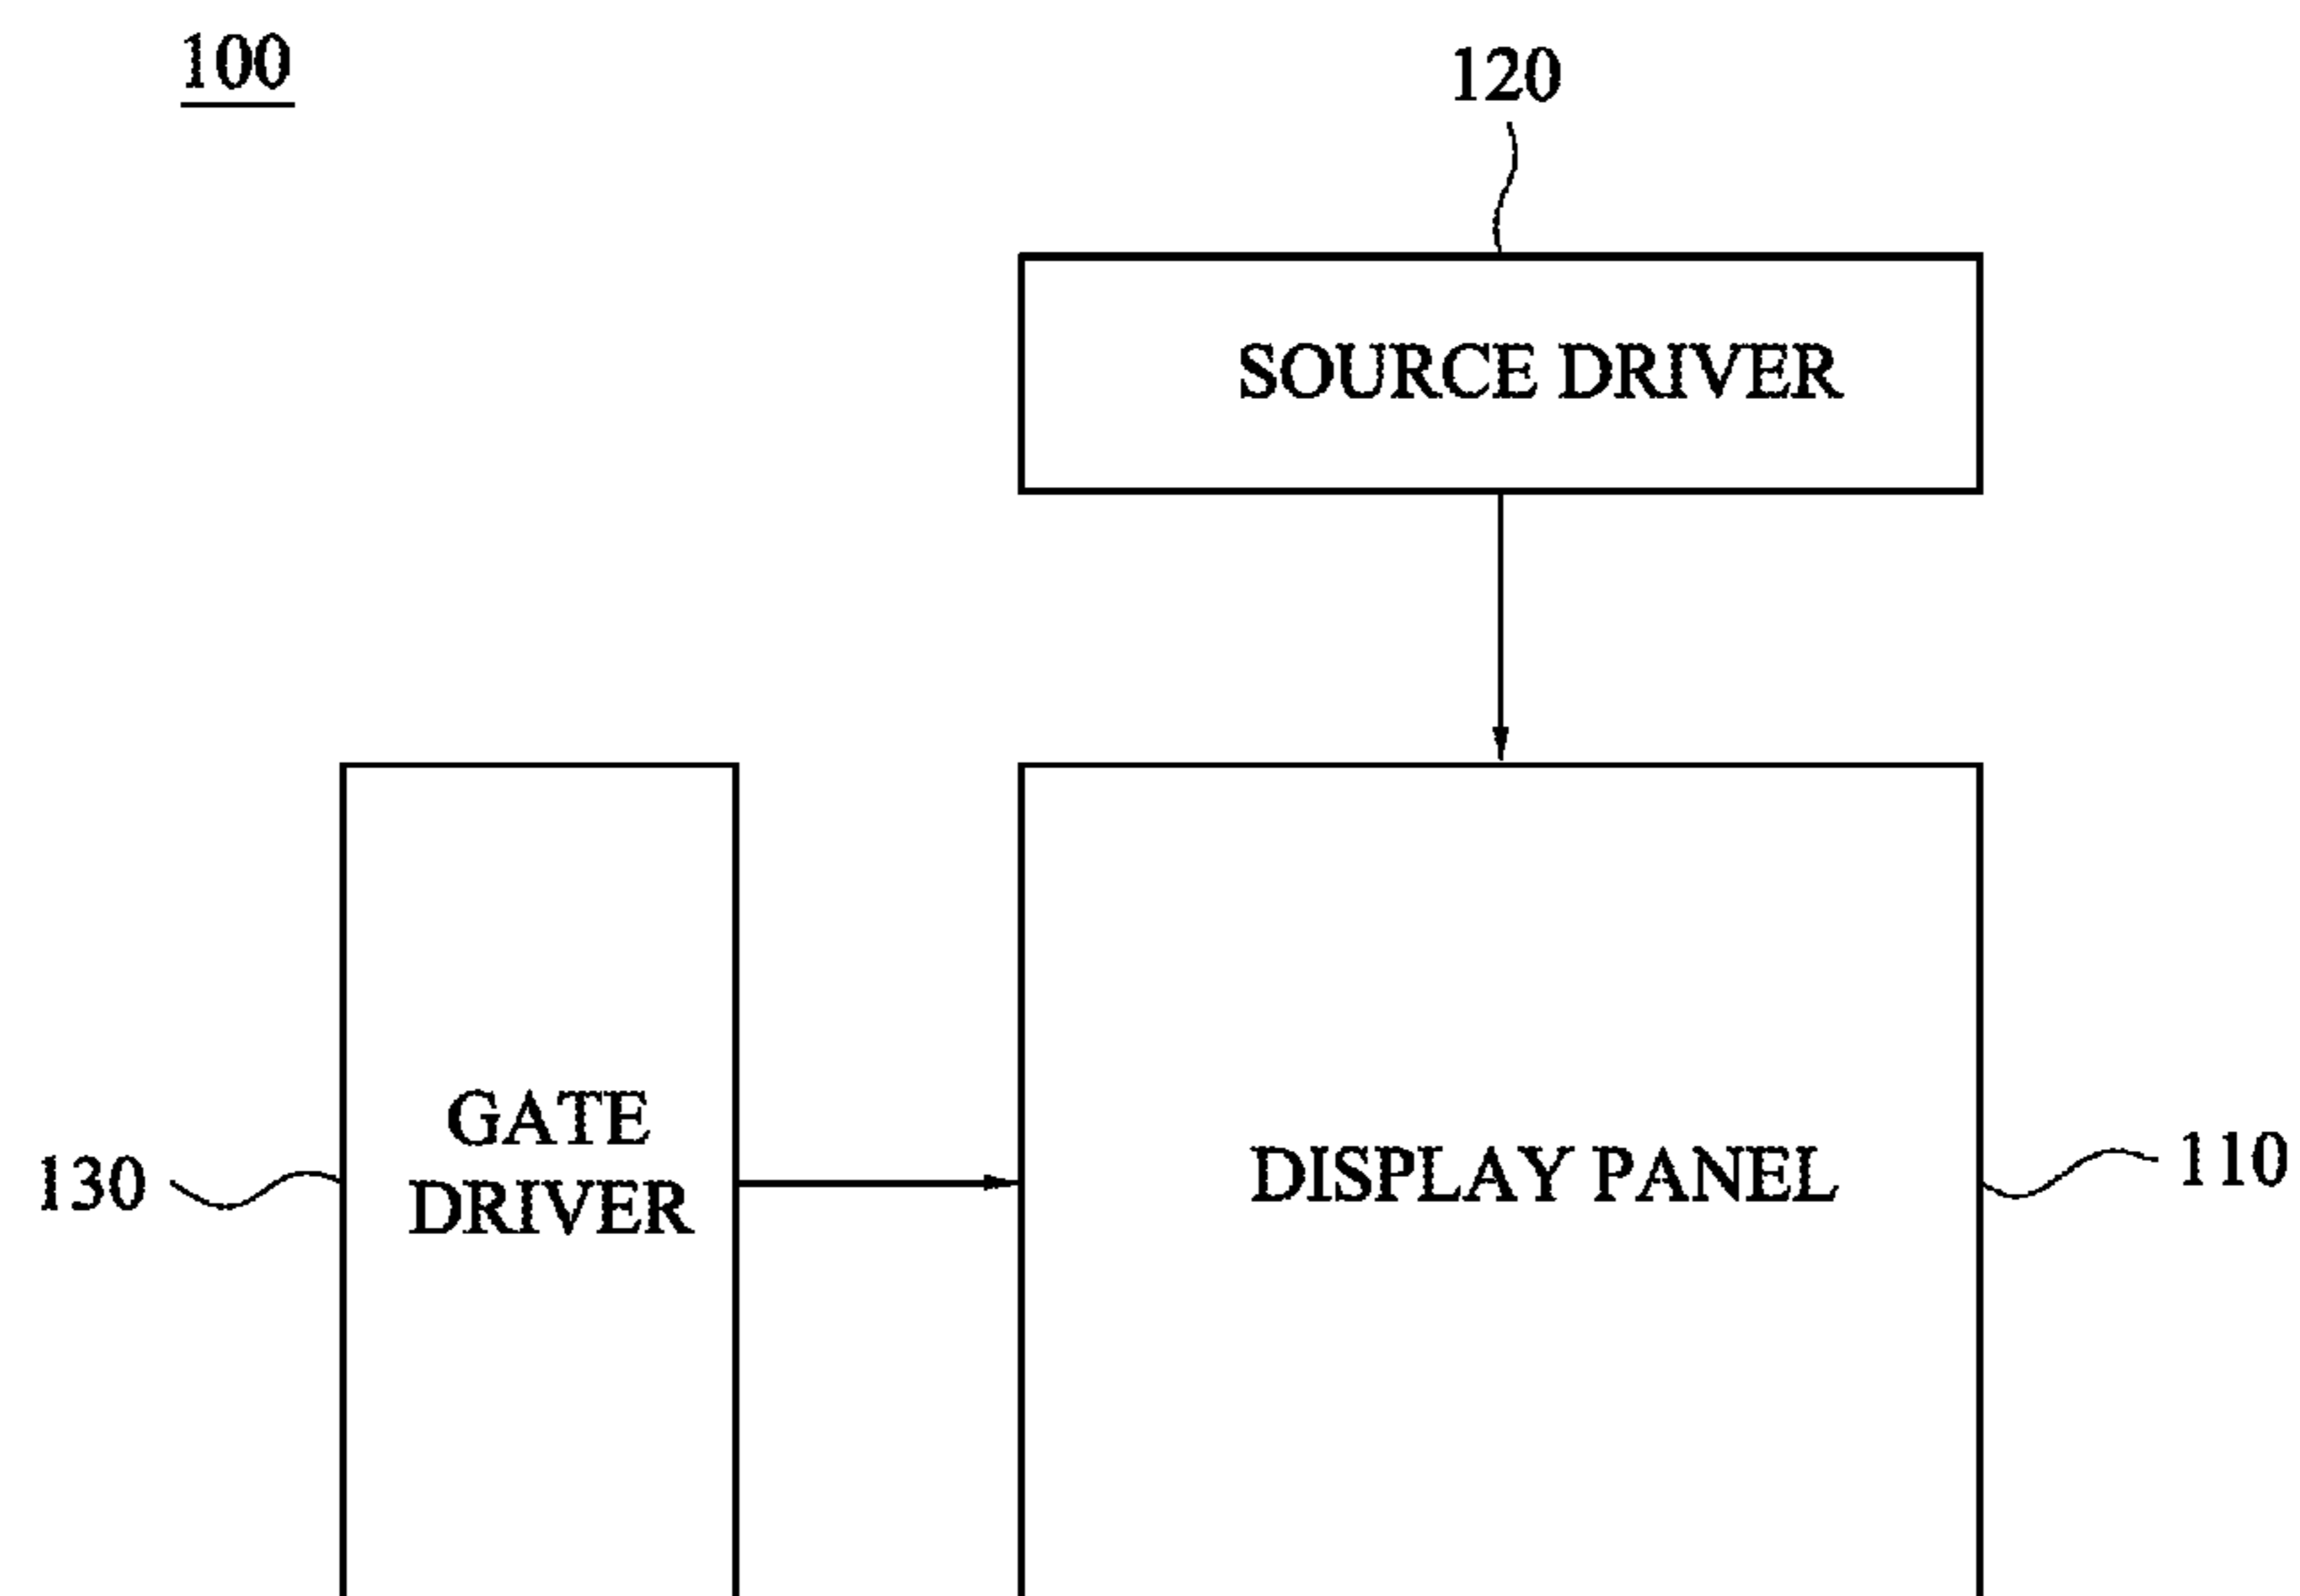 100
120
SOURCE DRIVER
GATE
DRIVER
130
DISPLAY PANEL
110